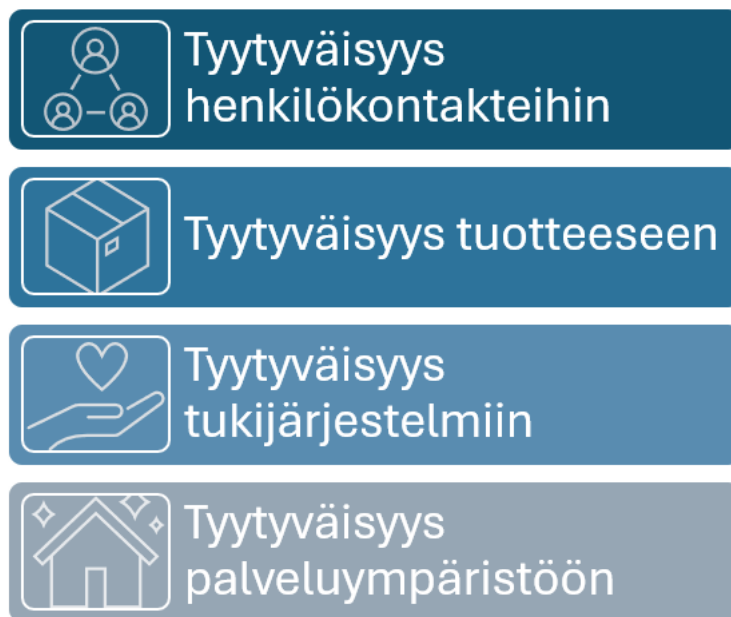 Tyytyväisyys
henkilökontakteihin
Tyytyväisyys tuotteeseen
Tyytyväisyys
tukijärjestelmiin
Tyytyväisyys
palveluympäristöön